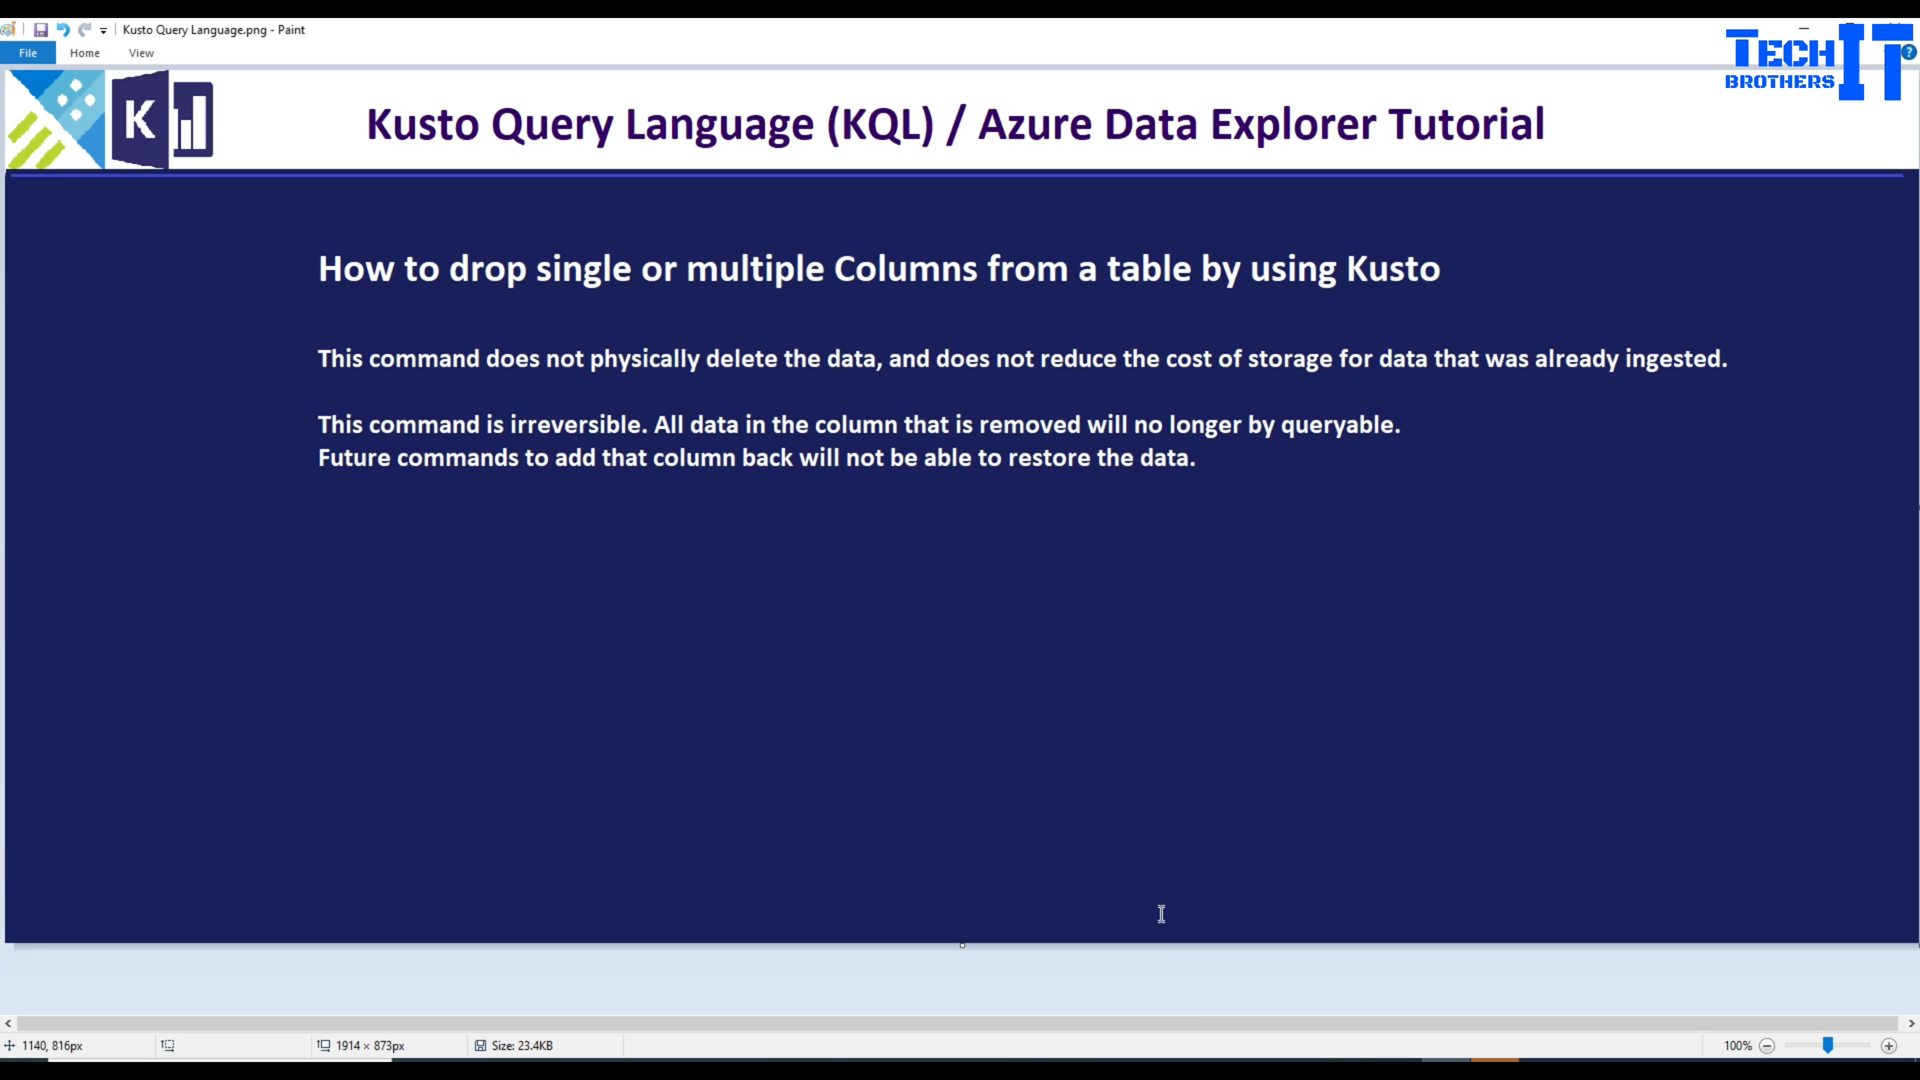 Kusto Query Language.png - Paint
File Home View
TECH IT
BROTHERS
K
Kusto Query Language (KQL) / Azure Data Explorer Tutorial
How to drop single or multiple Columns from a table by using Kusto
This command does not physically delete the data, and does not reduce the cost of storage for data that was already ingested.
This command is irreversible. All data in the column that is removed will no longer by queryable.
Future commands to add that column back will not be able to restore the data.
1140, 816px 1914 × 873px Size: 23.4KB 100%